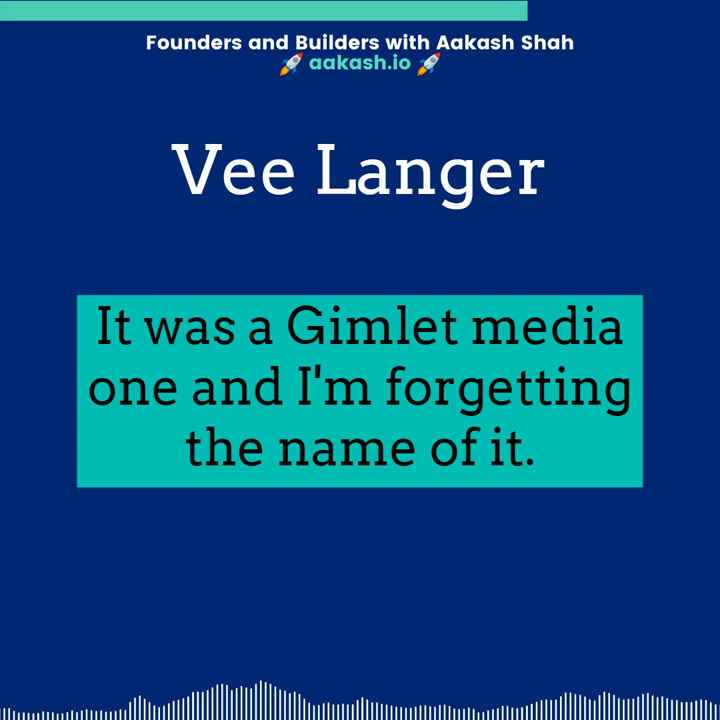 Founders and Builders with Aakash Shah
🚀 aakash.io 🚀
Vee Langer
It was a Gimlet media
one and I'm forgetting
the name of it.